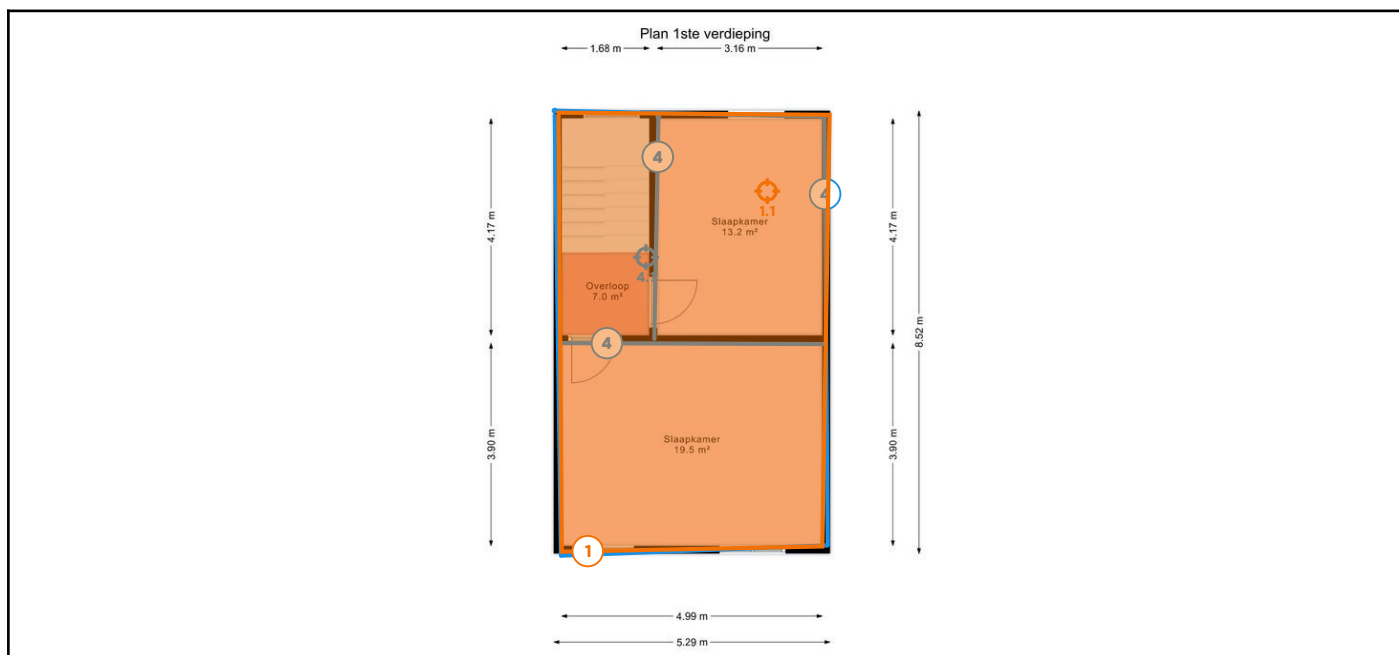 Plan 1ste verdieping
1.68 m
3.16 m
4
4
1.1
Slaapkamer
13.2 m²
4.17 m
4.17 m
Overloop
7.0 m²
8.52 m
4
Slaapkamer
19.5 m²
3.90 m
3.90 m
1
4.99 m
5.29 m